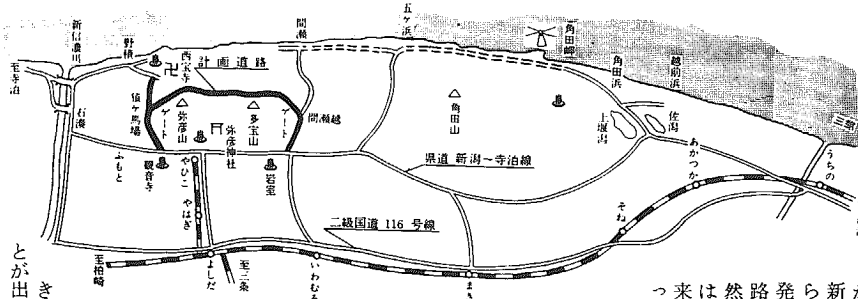 新信濃川
至寺泊
野積
石湊
西生寺
計画道路
間瀬
五ヶ浜
角田岬
角田浜
越前浜
猿ヶ馬場
ゲート
弥彦山
弥彦神社
多宝山
ゲート
間瀬越
角田山
上堰潟
佐潟
うちの
ふもと
観音寺
やひこ
やはぎ
岩室
県道 新潟〜寺泊線
あかつか
そね
二級国道 116 号線
至柏崎
よしだ
至三条
いわむろ
まき
とが出
き
っ来は然路発ら新